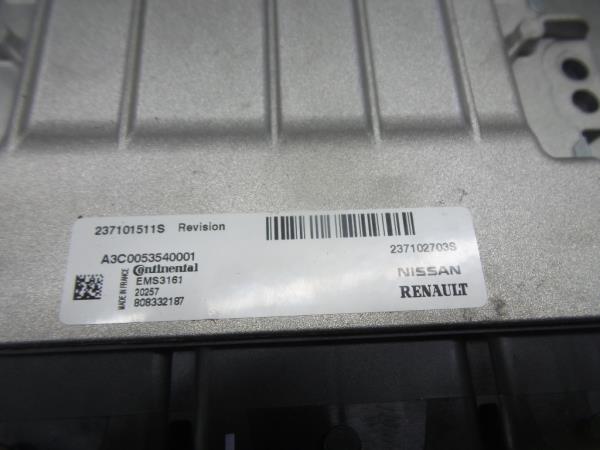 237101511S Revision
237102703S
A3C0053540001
Continental
EMS3161
20257
808332187
MADE IN FRANCE
NISSAN
RENAULT